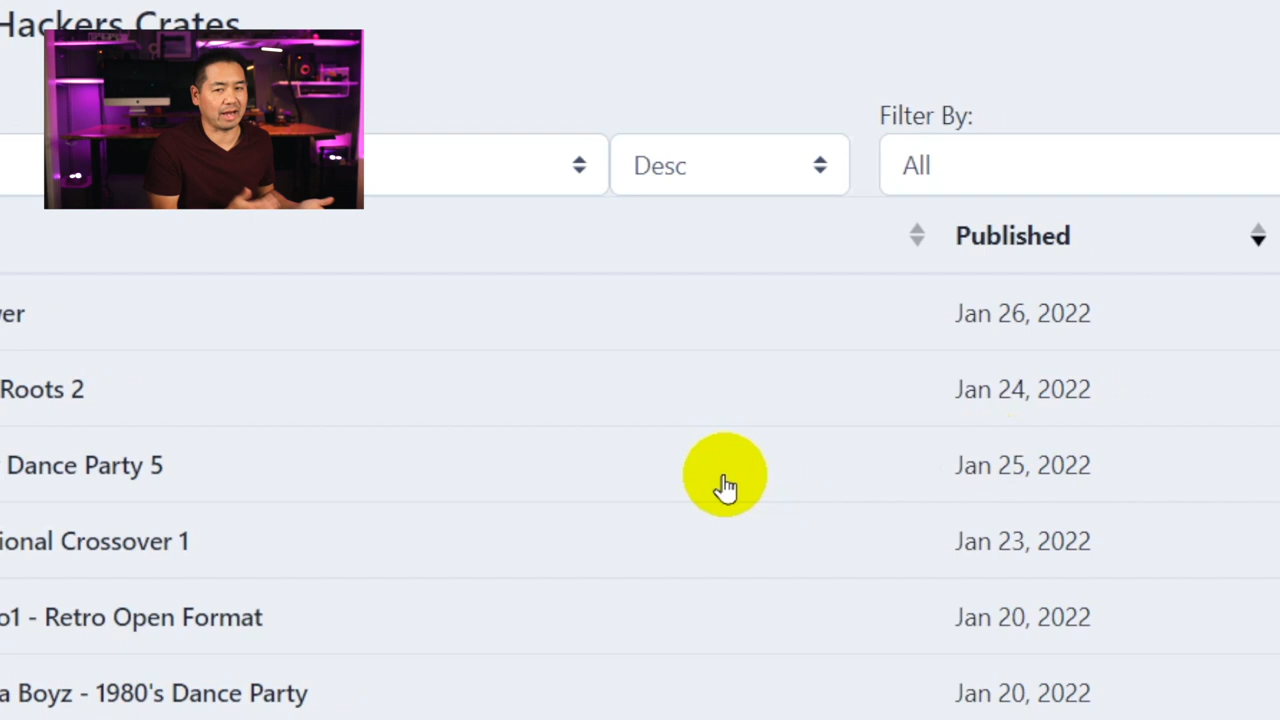 Hackers Crates
Filter By:
Desc
All
Published
er Jan 26, 2022
Roots 2 Jan 24, 2022
Dance Party 5 Jan 25, 2022
ional Crossover 1 Jan 23, 2022
o1 - Retro Open Format Jan 20, 2022
a Boyz - 1980's Dance Party Jan 20, 2022